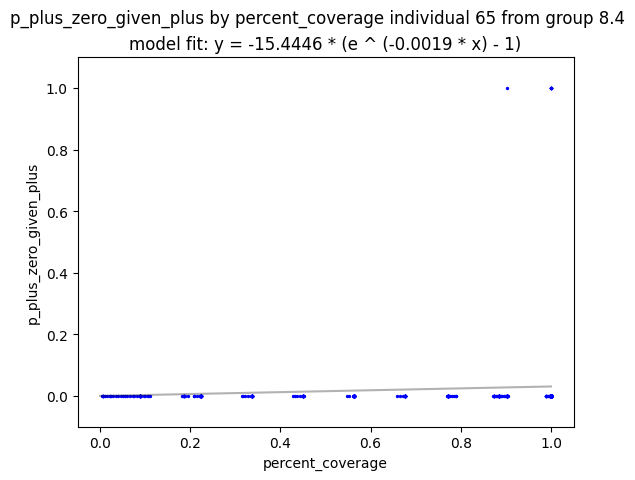 p_plus_zero_given_plus by percent_coverage individual 65 from group 8.4
model fit: y = -15.4446 * (e ^ (-0.0019 * x) - 1)
1.0
0.8
0.6
0.4
0.2
0.0
p_plus_zero_given_plus
0.0 0.2 0.4 0.6 0.8 1.0
percent_coverage